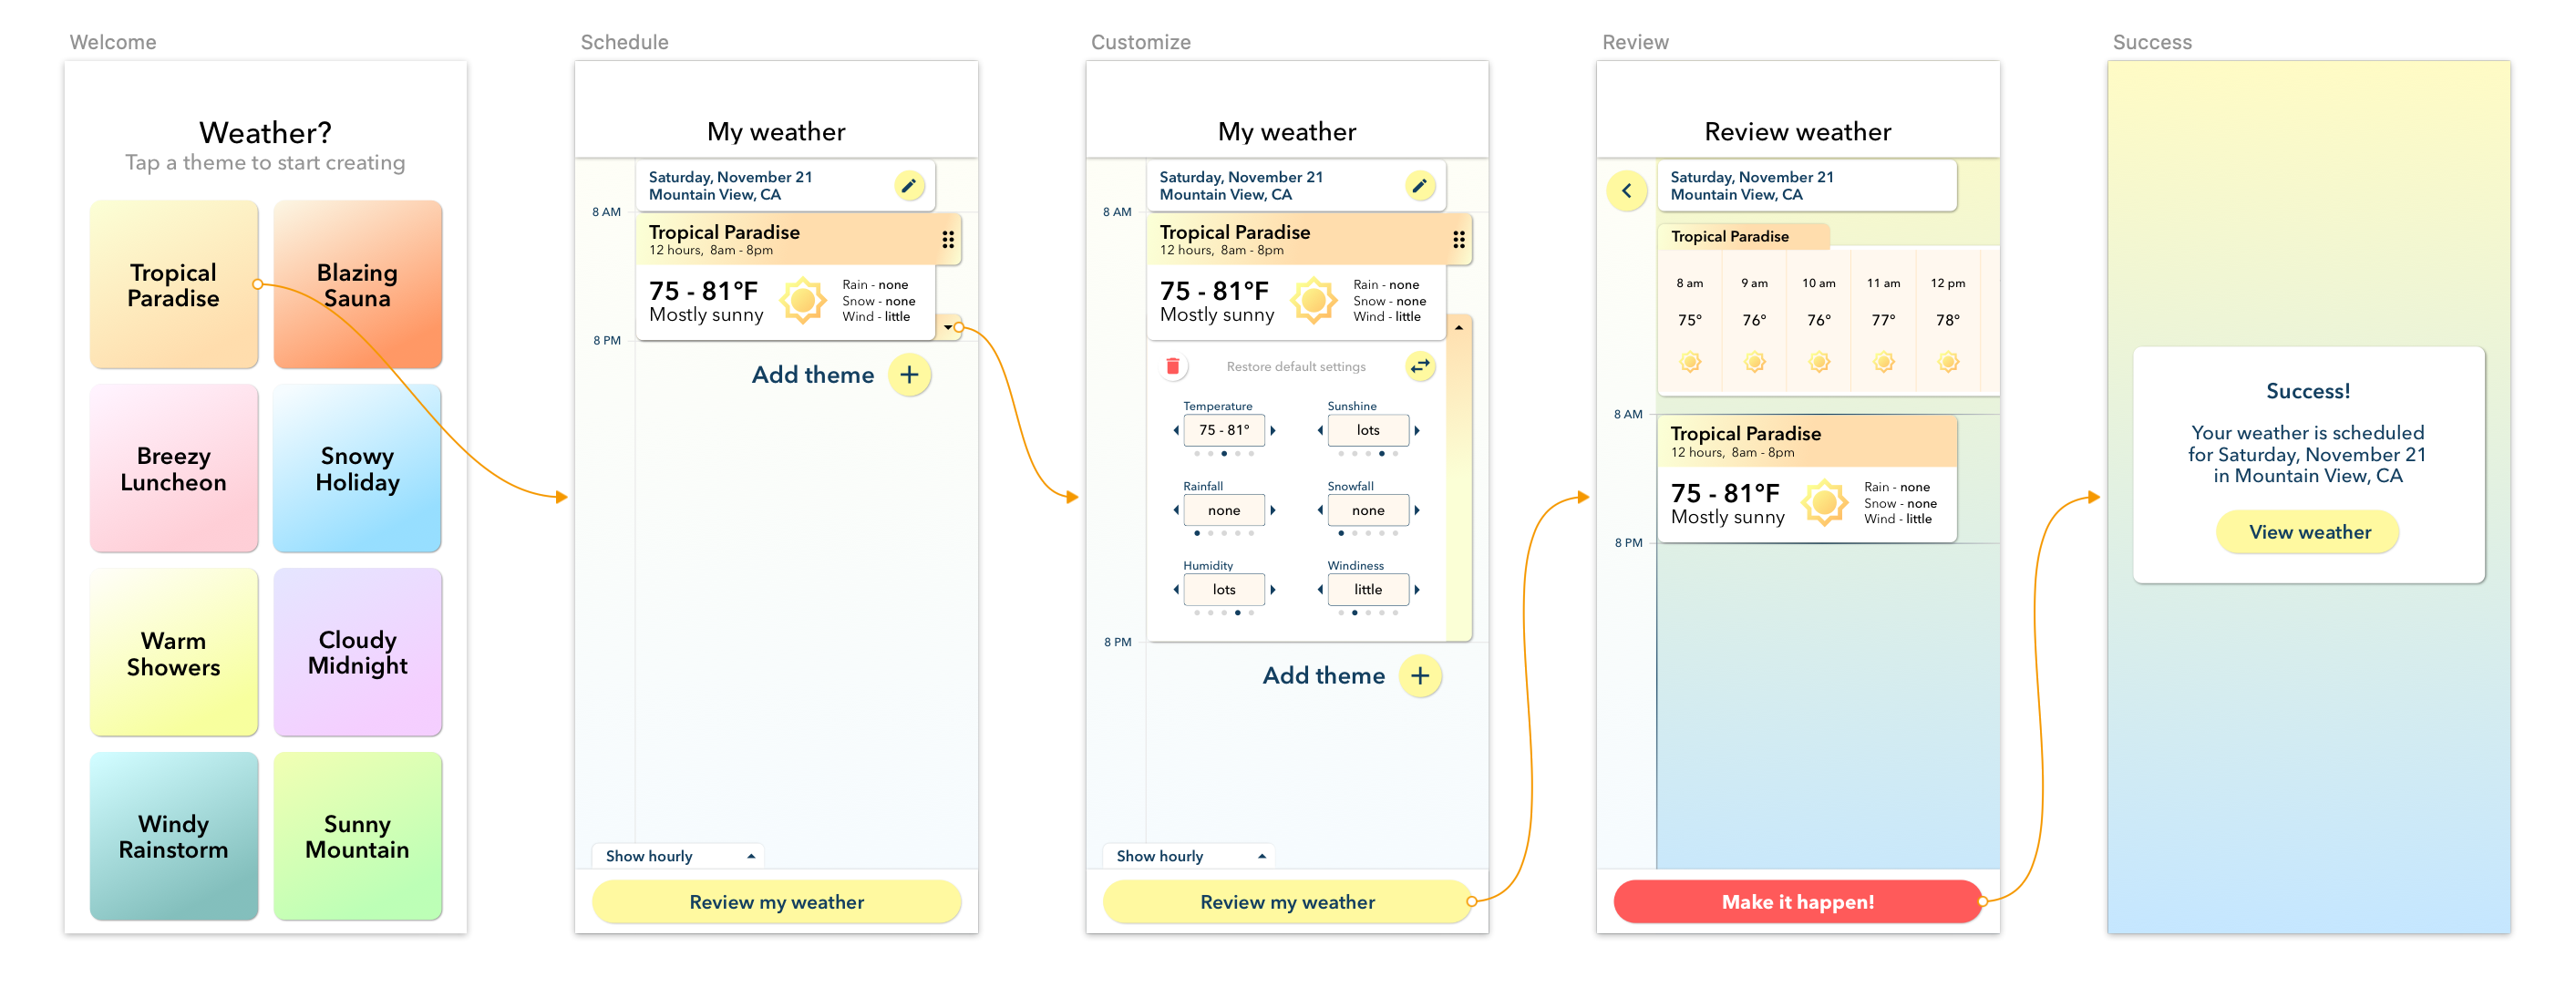 Welcome
Weather?
Tap a theme to start creating
Tropical
Paradise
Blazing
Sauna
Breezy
Luncheon
Snowy
Holiday
Warm
Showers
Cloudy
Midnight
Windy
Rainstorm
Sunny
Mountain
Schedule
My weather
Saturday, November 21
Mountain View, CA
8 AM
Tropical Paradise
12 hours, 8am - 8pm
75 - 81°F
Mostly sunny
Rain - none
Snow - none
Wind - little
8 PM
Add theme
Show hourly
Review my weather
Customize
My weather
Saturday, November 21
Mountain View, CA
8 AM
Tropical Paradise
12 hours, 8am - 8pm
75 - 81°F
Mostly sunny
Rain - none
Snow - none
Wind - little
Restore default settings
Temperature
75 - 81°
Sunshine
lots
Rainfall
none
Snowfall
none
Humidity
lots
Windiness
little
8 PM
Add theme
Show hourly
Review my weather
Review
Review weather
Saturday, November 21
Mountain View, CA
Tropical Paradise
8 am 9 am 10 am 11 am 12 pm
75° 76° 76° 77° 78°
8 AM
Tropical Paradise
12 hours, 8am - 8pm
75 - 81°F
Mostly sunny
Rain - none
Snow - none
Wind - little
8 PM
Make it happen!
Success
Success!
Your weather is scheduled
for Saturday, November 21
in Mountain View, CA
View weather